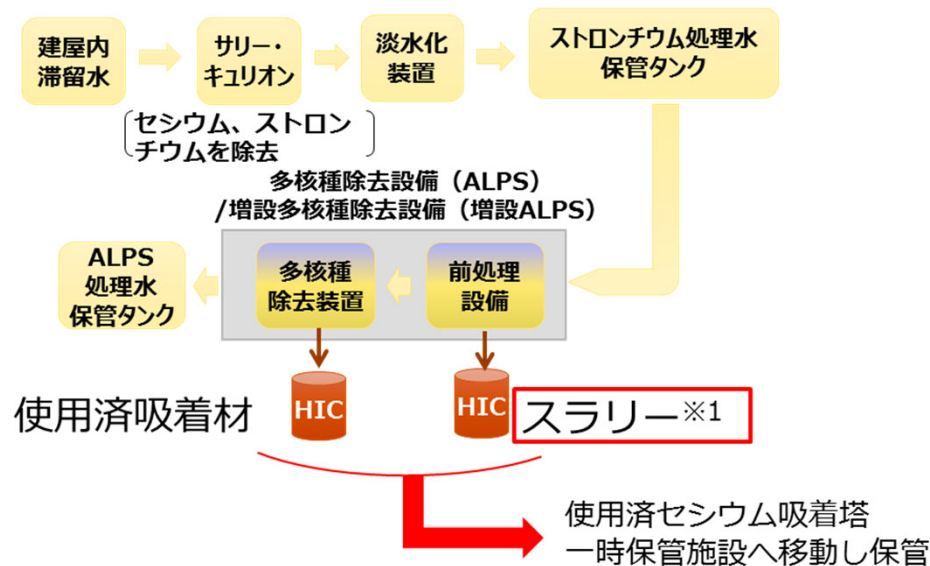 建屋内
滞留水
サリー・
キュリオン
淡水化
装置
ストロンチウム処理水
保管タンク
セシウム、ストロン
チウムを除去
多核種除去設備（ALPS）
/増設多核種除去設備（増設ALPS）
ALPS
処理水
保管タンク
多核種
除去装置
前処理
設備
使用済吸着材
HIC
HIC
スラリー※1
使用済セシウム吸着塔
一時保管施設へ移動し保管